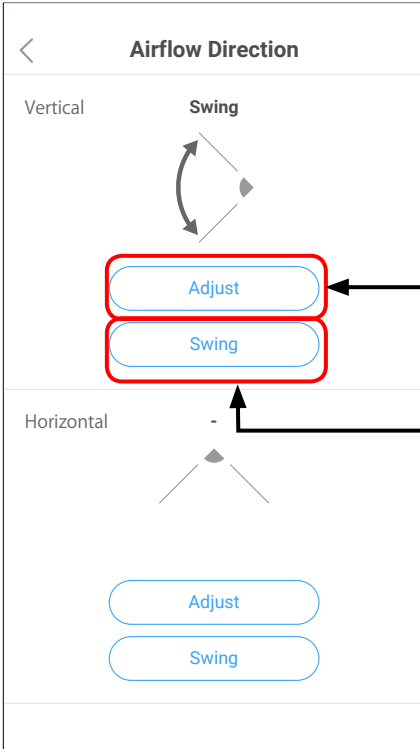 Airflow Direction
Vertical Swing
Adjust
Swing
Horizontal -
Adjust
Swing